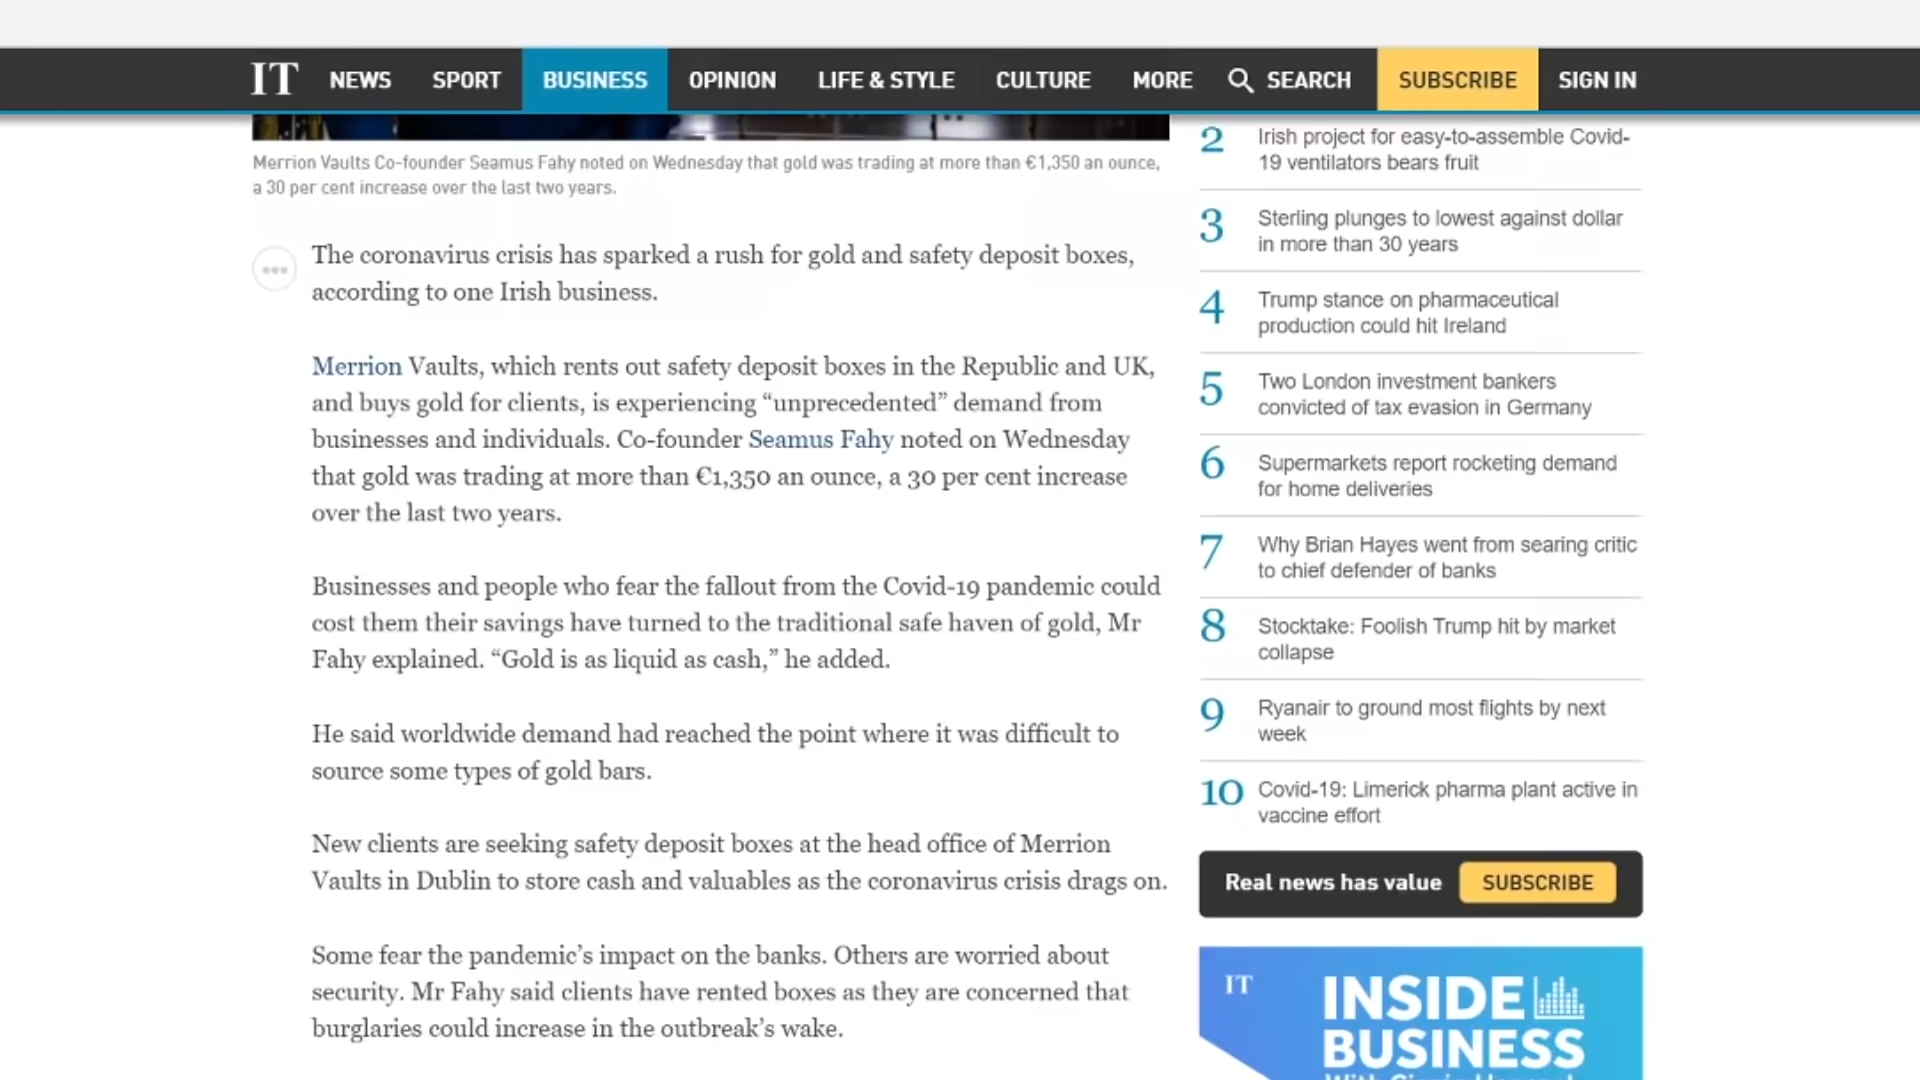 IT NEWS SPORT BUSINESS OPINION LIFE & STYLE CULTURE MORE SEARCH SUBSCRIBE SIGN IN
Merrion Vaults Co-founder Seamus Fahy noted on Wednesday that gold was trading at more than €1,350 an ounce,
a 30 per cent increase over the last two years.
The coronavirus crisis has sparked a rush for gold and safety deposit boxes,
according to one Irish business.
Merrion Vaults, which rents out safety deposit boxes in the Republic and UK,
and buys gold for clients, is experiencing “unprecedented” demand from
businesses and individuals. Co-founder Seamus Fahy noted on Wednesday
that gold was trading at more than €1,350 an ounce, a 30 per cent increase
over the last two years.
Businesses and people who fear the fallout from the Covid-19 pandemic could
cost them their savings have turned to the traditional safe haven of gold, Mr
Fahy explained. “Gold is as liquid as cash,” he added.
He said worldwide demand had reached the point where it was difficult to
source some types of gold bars.
New clients are seeking safety deposit boxes at the head office of Merrion
Vaults in Dublin to store cash and valuables as the coronavirus crisis drags on.
Some fear the pandemic’s impact on the banks. Others are worried about
security. Mr Fahy said clients have rented boxes as they are concerned that
burglaries could increase in the outbreak’s wake.
2 Irish project for easy-to-assemble Covid-
19 ventilators bears fruit
3 Sterling plunges to lowest against dollar
in more than 30 years
4 Trump stance on pharmaceutical
production could hit Ireland
5 Two London investment bankers
convicted of tax evasion in Germany
6 Supermarkets report rocketing demand
for home deliveries
7 Why Brian Hayes went from searing critic
to chief defender of banks
8 Stocktake: Foolish Trump hit by market
collapse
9 Ryanair to ground most flights by next
week
10 Covid-19: Limerick pharma plant active in
vaccine effort
Real news has value SUBSCRIBE
IT
INSIDE
BUSINESS